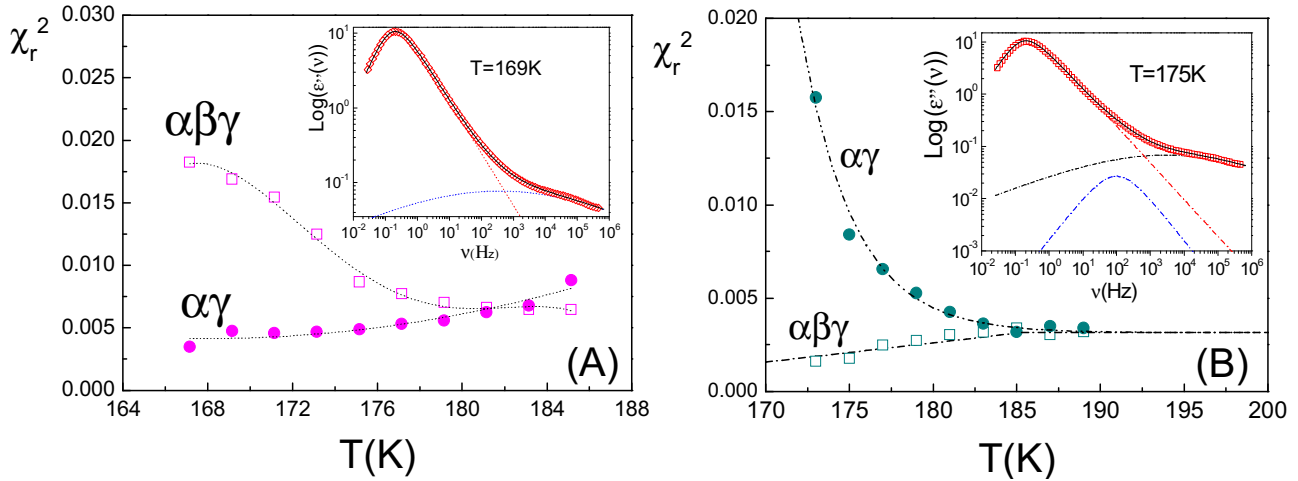 χr²
0.030
0.025
0.020
0.015
0.010
0.005
0.000
164
168
172
176
180
184
188
T(K)
αβγ
αγ
(A)
T=169K
Log(ε''(ν))
10¹
10⁰
10⁻¹
10⁻² 10⁻¹ 10⁰ 10¹ 10² 10³ 10⁴ 10⁵ 10⁶
ν(Hz)
χr²
0.020
0.015
0.010
0.005
0.000
170
175
180
185
190
195
200
T(K)
αγ
αβγ
(B)
T=175K
Log(ε''(ν))
10¹
10⁰
10⁻¹
10⁻²
10⁻³
10⁻² 10⁻¹ 10⁰ 10¹ 10² 10³ 10⁴ 10⁵ 10⁶
ν(Hz)